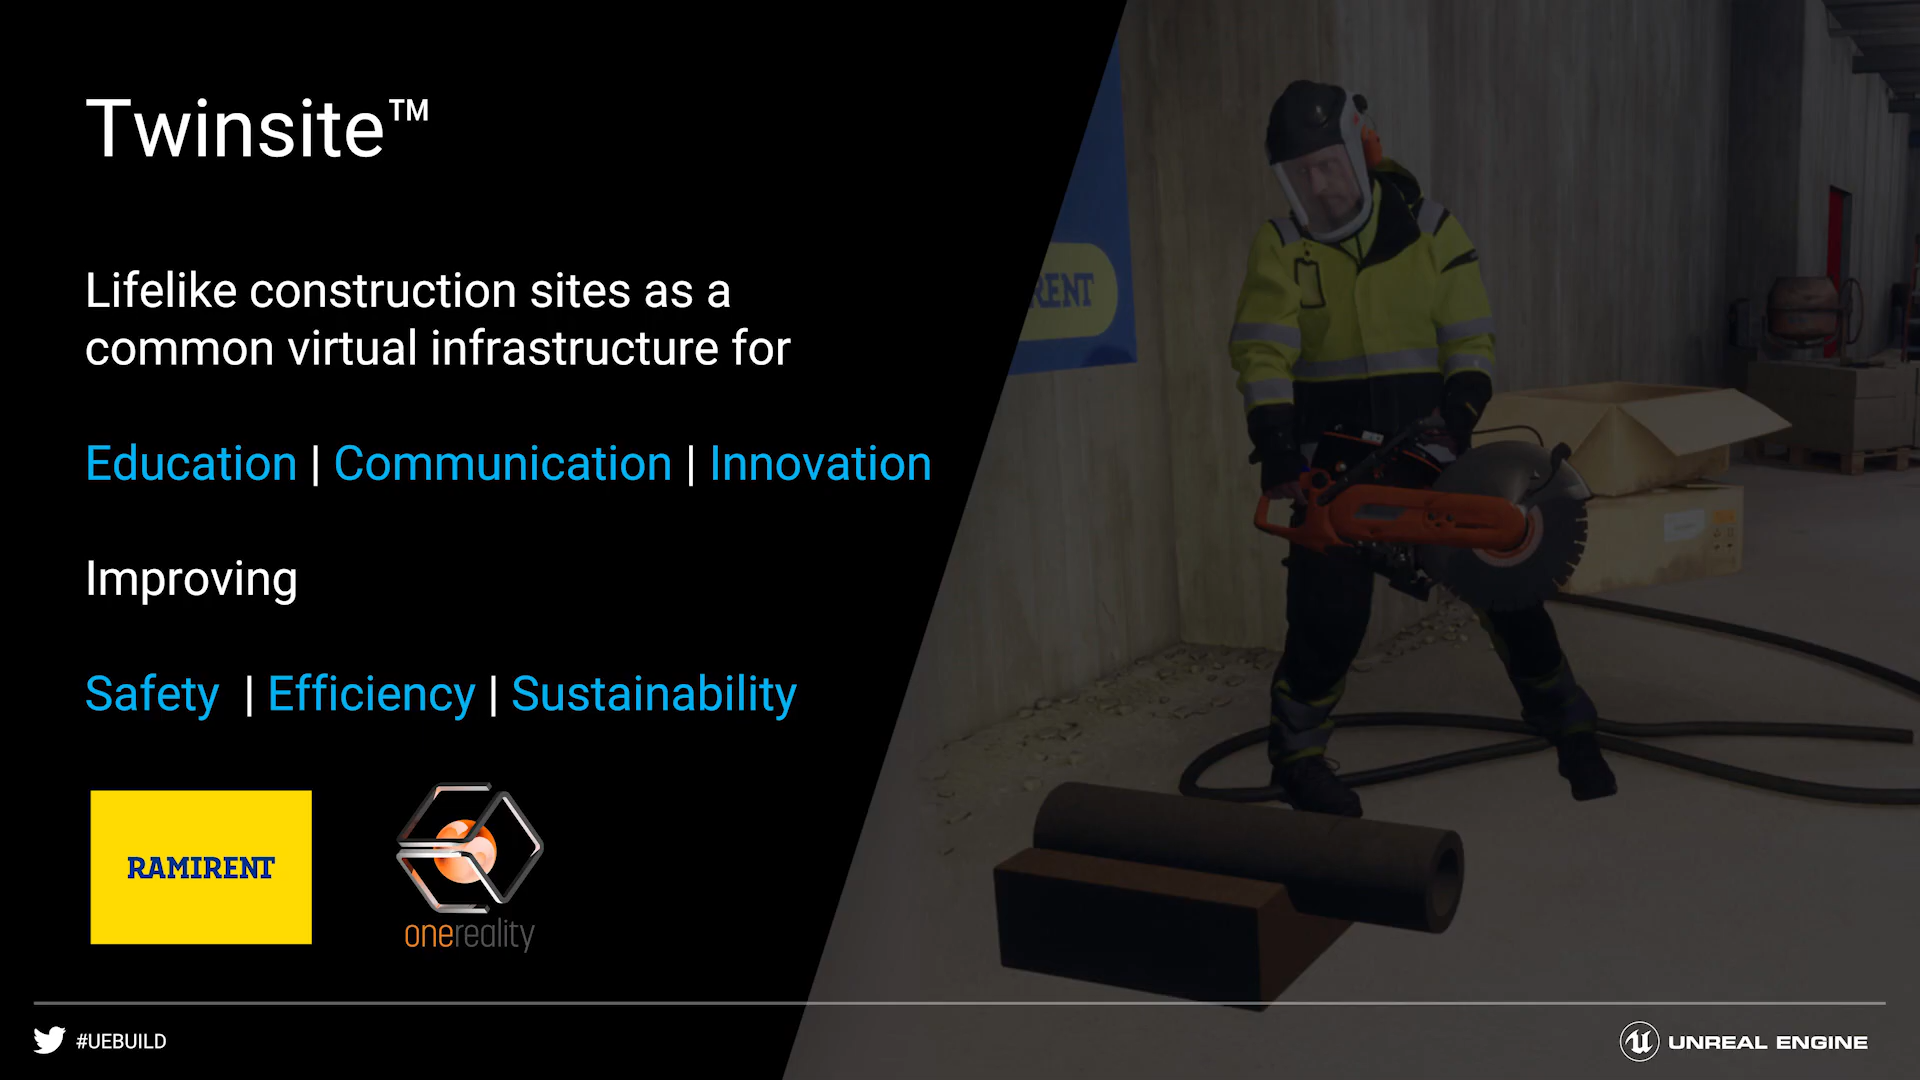 Twinsite™
Lifelike construction sites as a
common virtual infrastructure for
Education | Communication | Innovation
Improving
Safety | Efficiency | Sustainability
RENT
RAMIRENT
onereality
#UEBUILD
UNREAL ENGINE